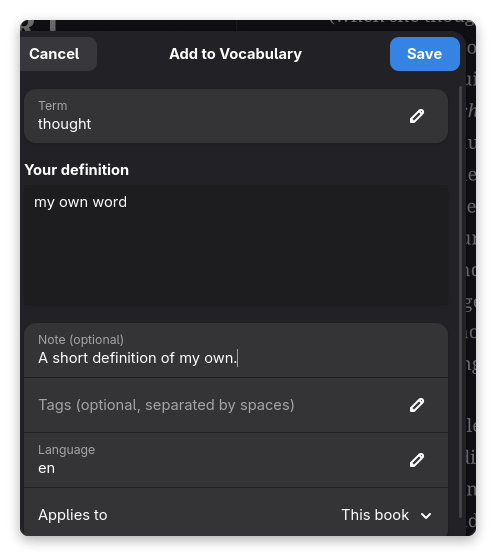 Cancel
Add to Vocabulary
Save
Term
thought
Your definition
my own word
Note (optional)
A short definition of my own.
Tags (optional, separated by spaces)
Language
en
Applies to
This book